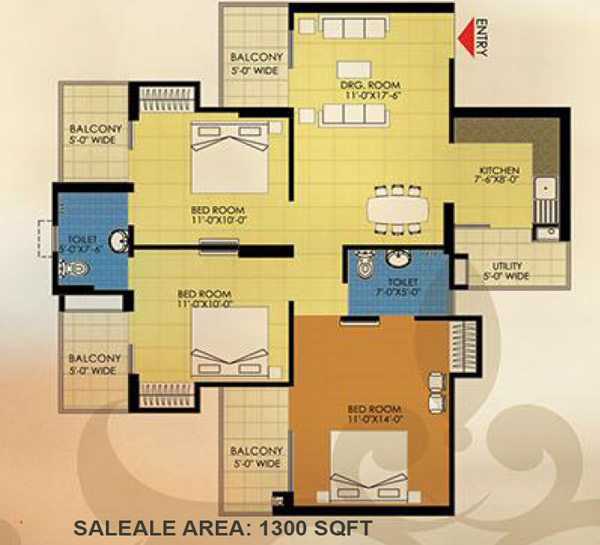 ENTRY
BALCONY
5'-0" WIDE
DRG. ROOM
11'-0"X17'-6"
BALCONY
5'-0" WIDE
KITCHEN
7'-6"X8'-0"
BED ROOM
11'-0"X10'-0"
TOILET
5'-0"X7'-6"
UTILITY
5'-0" WIDE
TOILET
7'-0"X5'-0"
BED ROOM
11'-0"X10'-0"
BALCONY
5'-0" WIDE
BED ROOM
11'-0"X14'-0"
BALCONY
5'-0" WIDE
SALEALE AREA: 1300 SQFT